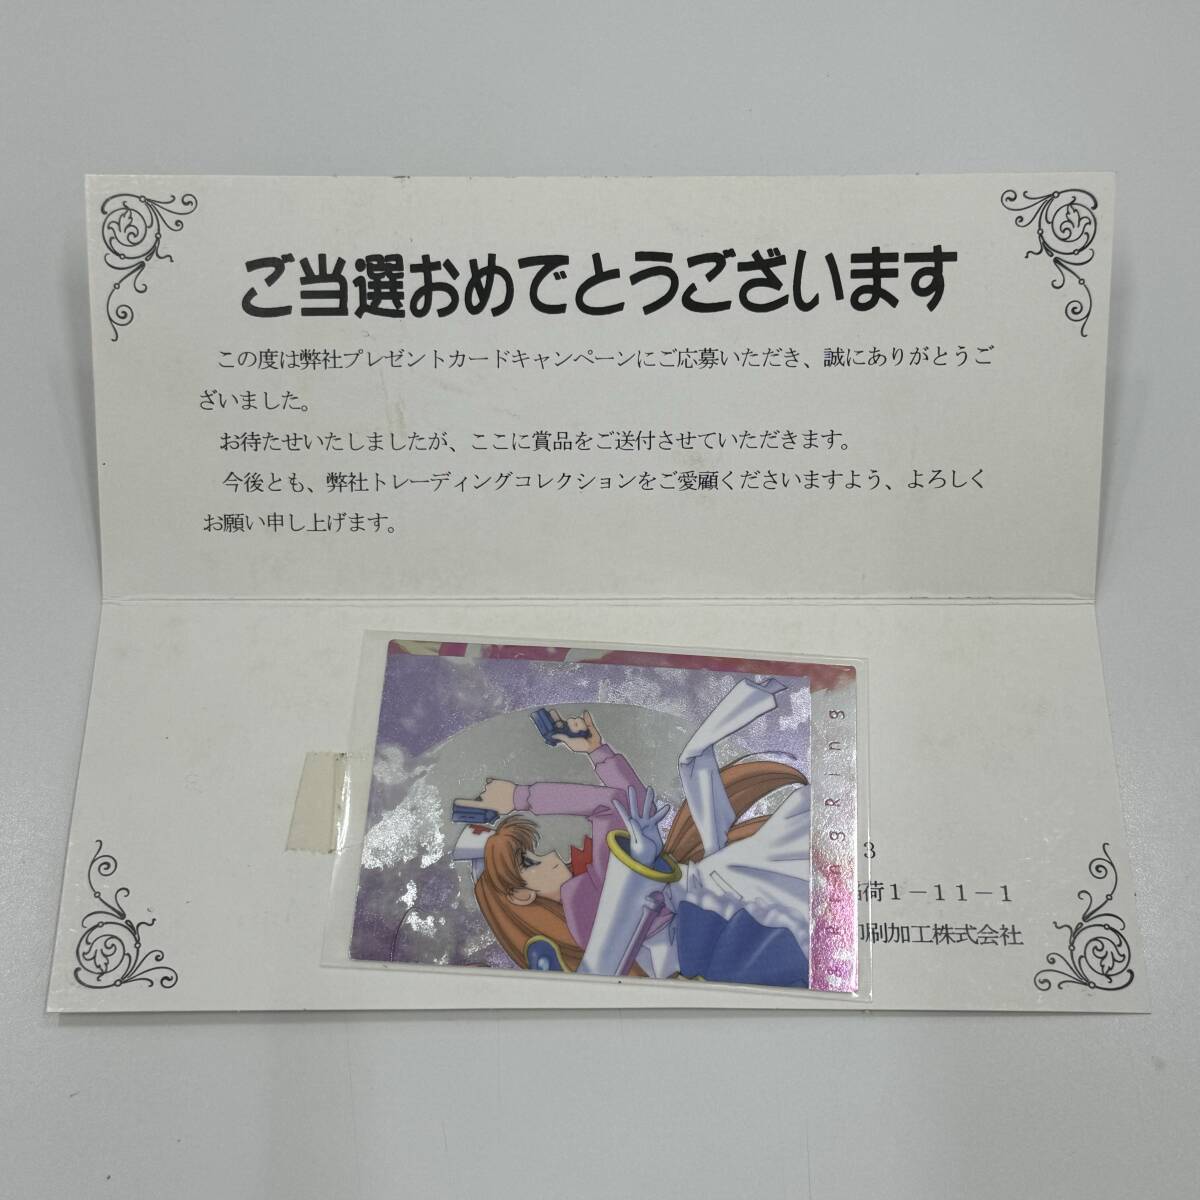 ご当選おめでとうございます
この度は弊社プレゼントカードキャンペーンにご応募いただき、誠にありがとうご
ざいました。
お待たせいたしましたが、ここに賞品をご送付させていただきます。
今後とも、弊社トレーディングコレクションをご愛顧くださいますよう、よろしく
お願い申し上げます。
3
荷1－11－1
印刷加工株式会社